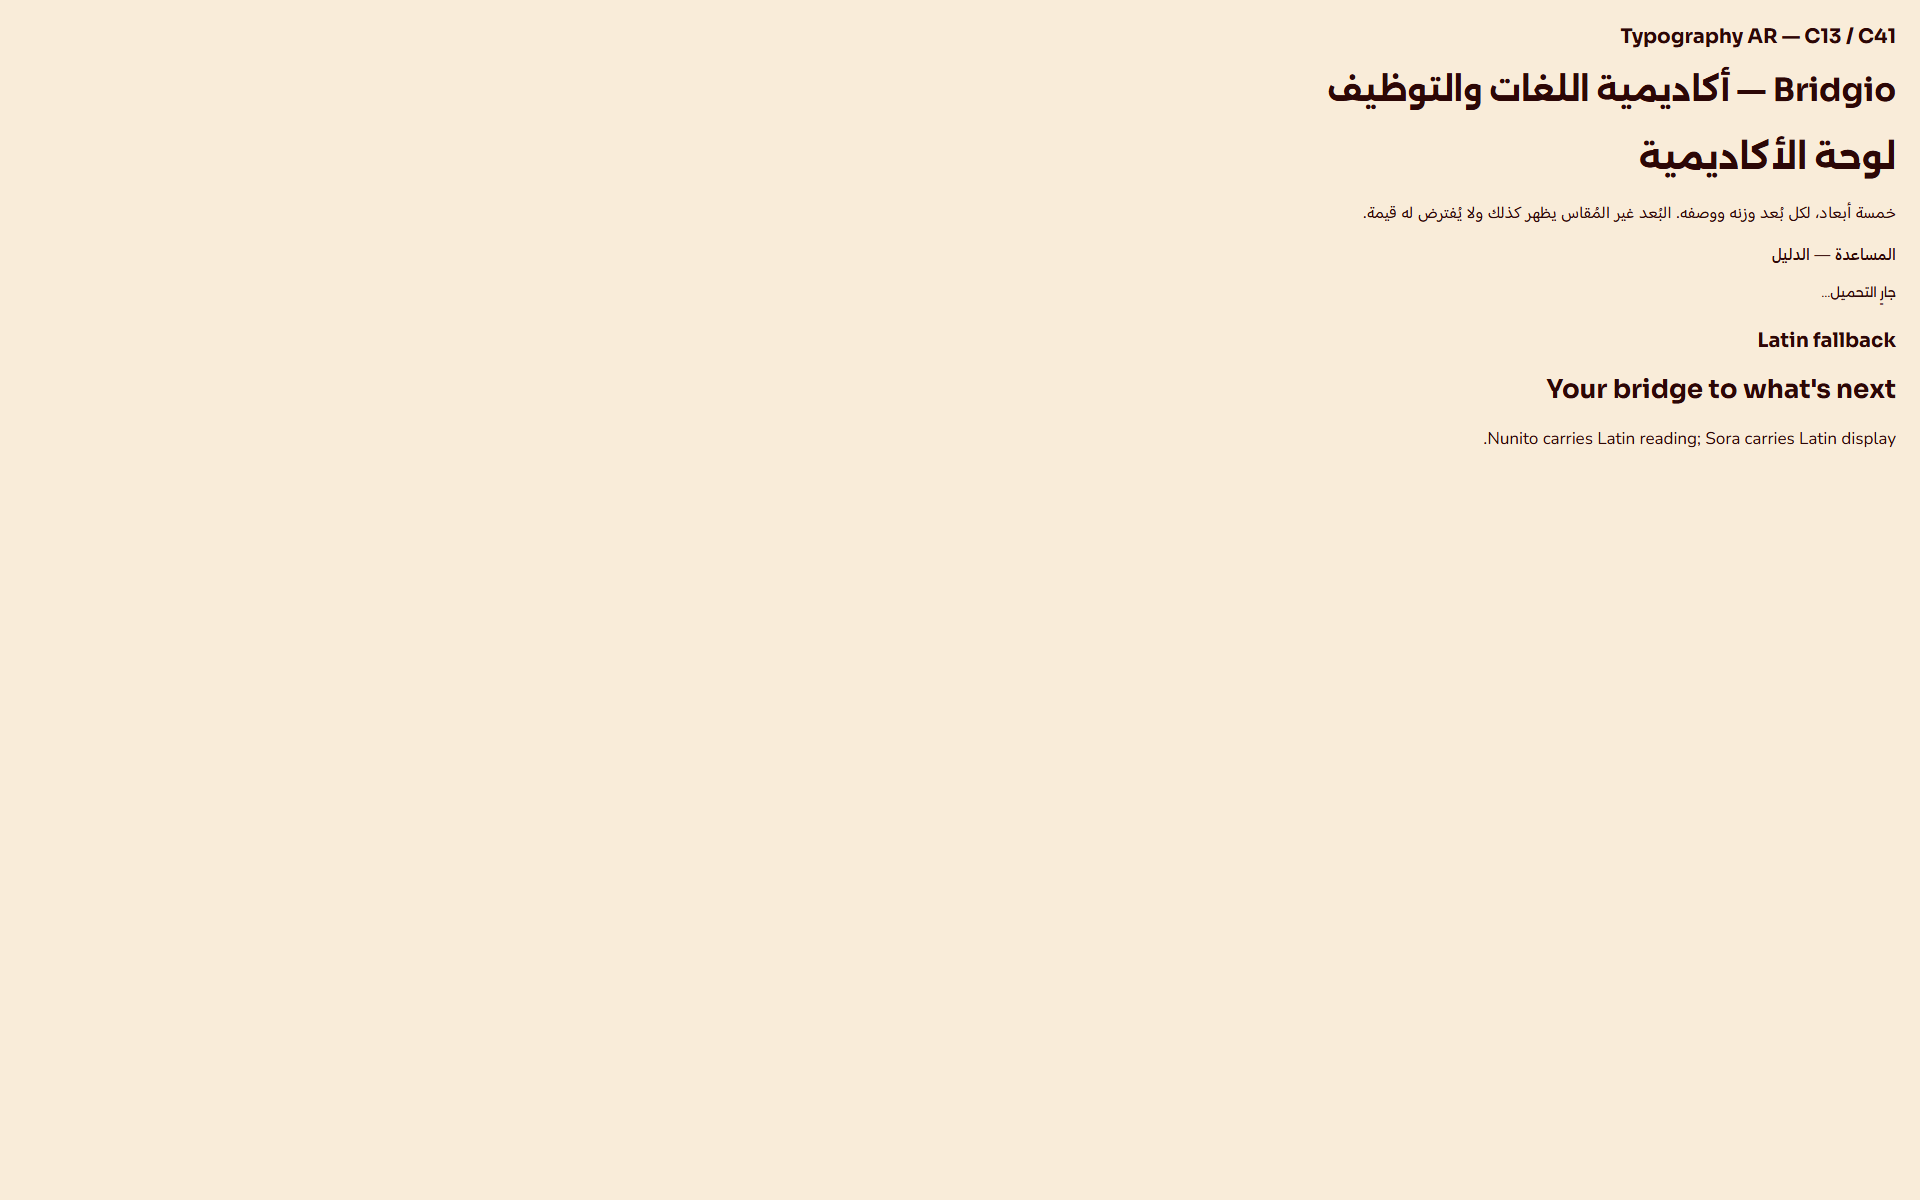 Typography AR — C13 / C41
Bridgio — أكاديمية اللغات والتوظيف
لوحة الأكاديمية
خمسة أبعاد، لكل بُعد وزنه ووصفه. البُعد غير المُقاس يظهر كذلك ولا يُفترض له قيمة.
المساعدة — الدليل
جارٍ التحميل...
Latin fallback
Your bridge to what's next
.Nunito carries Latin reading; Sora carries Latin display